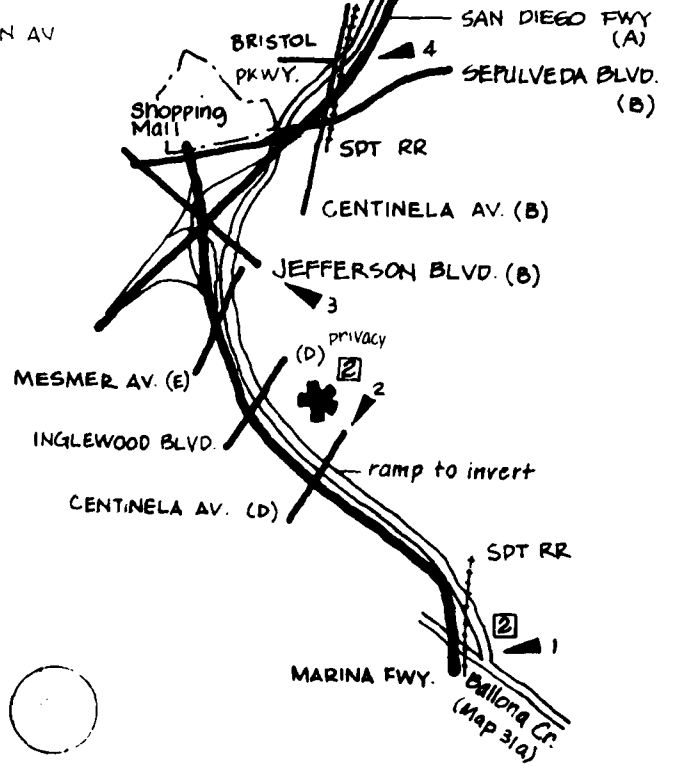 N AV
SAN DIEGO FWY
(A)
BRISTOL
PKWY.
4
SEPULVEDA BLVD.
(B)
Shopping
Mall
SPT RR
CENTINELA AV. (B)
JEFFERSON BLVD. (B)
3
(D) privacy
2
MESMER AV. (E)
2
INGLEWOOD BLVD.
ramp to invert
CENTINELA AV. (D)
SPT RR
2
1
MARINA FWY.
Ballona Cr.
(Map 31a)